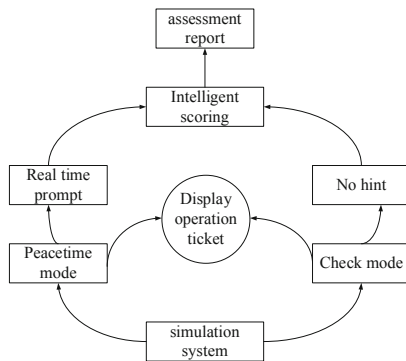 assessment
report
Intelligent
scoring
Real time
prompt
Display
operation
ticket
No hint
Peacetime
mode
Check mode
simulation
system